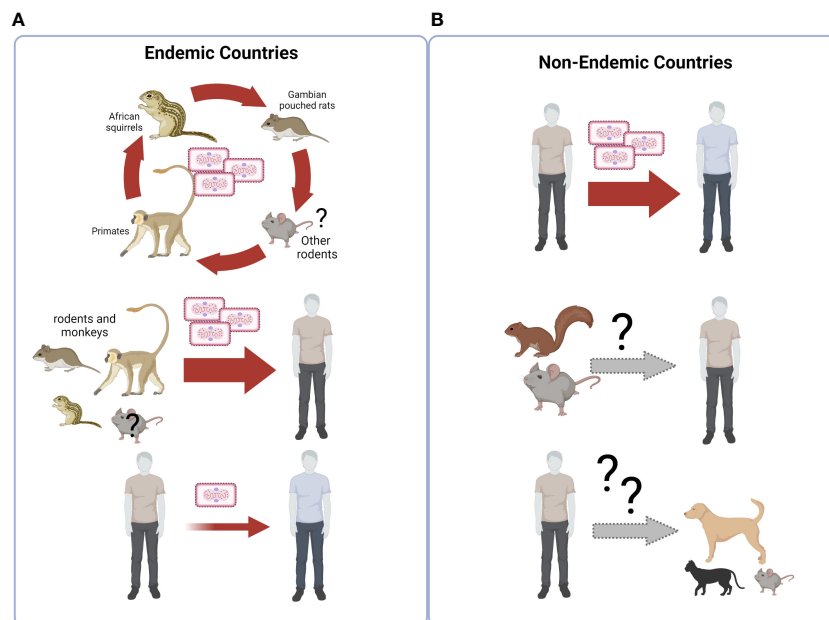 A
Endemic Countries
African
squirrels
Gambian
pouched rats
Primates
?
Other
rodents
rodents and
monkeys
?
B
Non-Endemic Countries
?
?
?